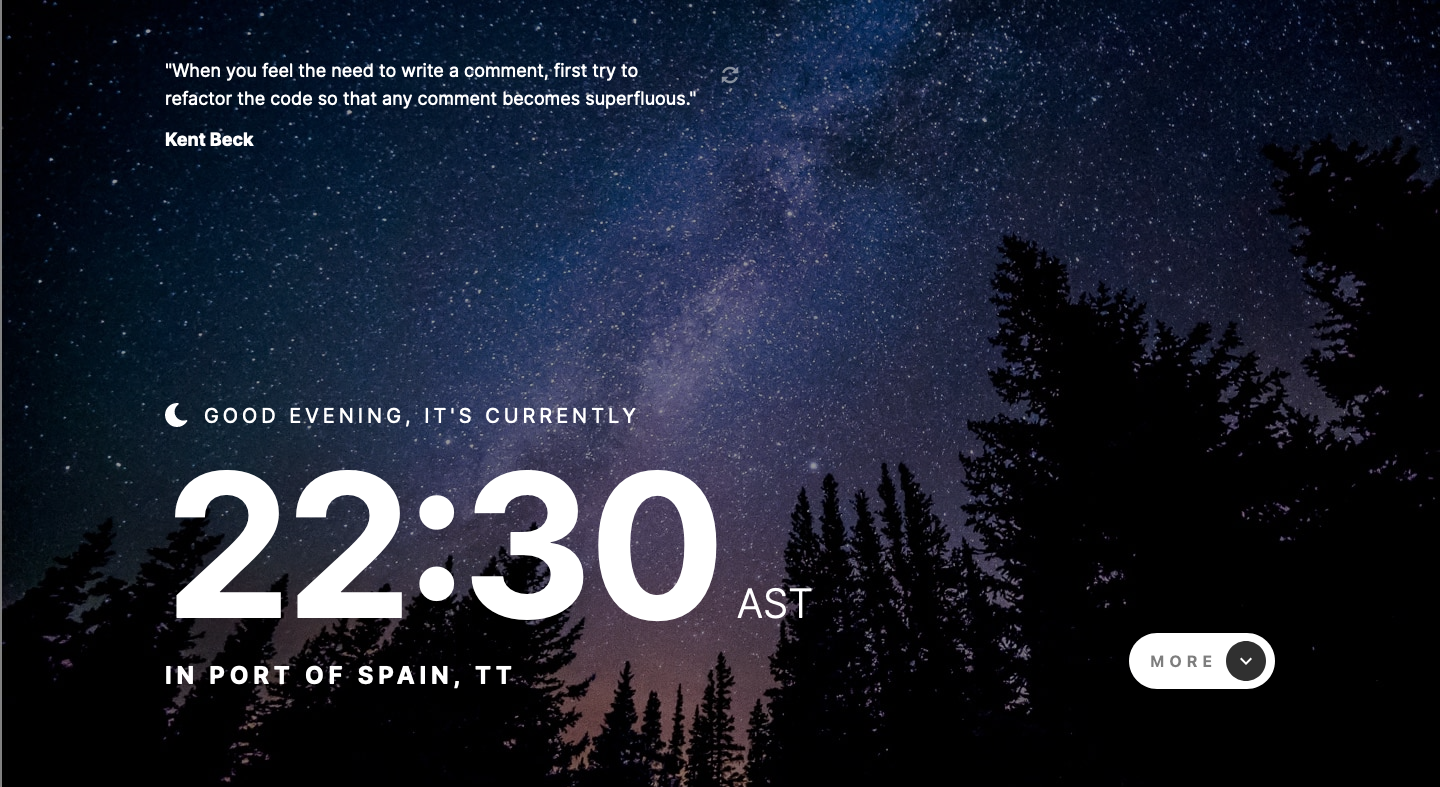 "When you feel the need to write a comment, first try to
refactor the code so that any comment becomes superfluous."
Kent Beck
GOOD EVENING, IT'S CURRENTLY
22:30 AST
IN PORT OF SPAIN, TT
MORE